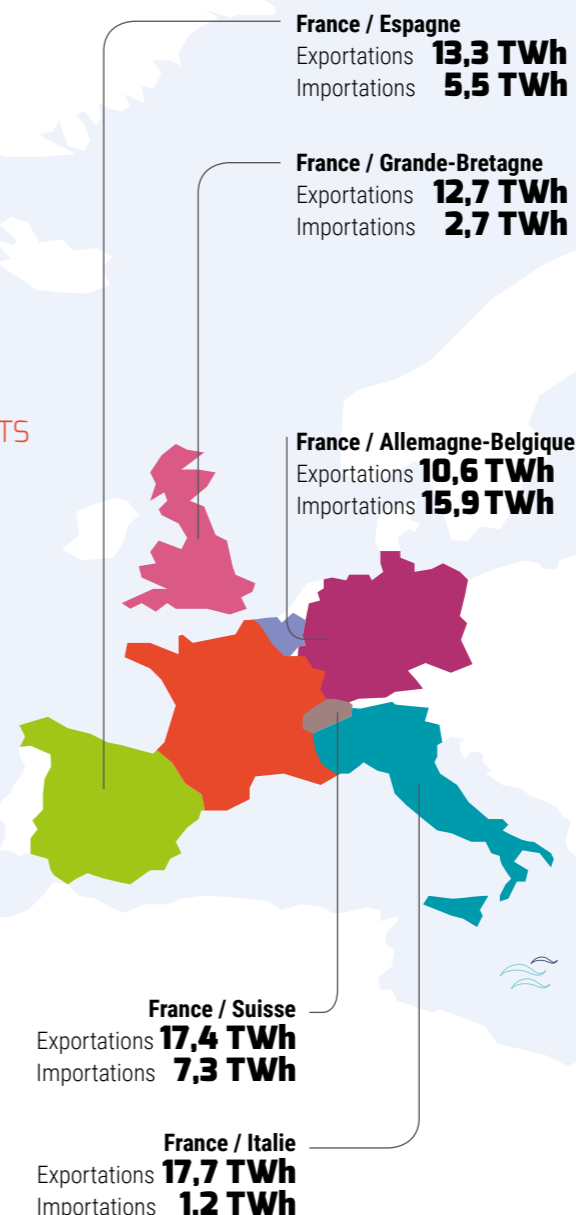 France / Espagne
Exportations 13,3 TWh
Importations 5,5 TWh
France / Grande-Bretagne
Exportations 12,7 TWh
Importations 2,7 TWh
TS
France / Allemagne-Belgique
Exportations 10,6 TWh
Importations 15,9 TWh
France / Suisse
Exportations 17,4 TWh
Importations 7,3 TWh
France / Italie
Exportations 17,7 TWh
Importations 1,2 TWh